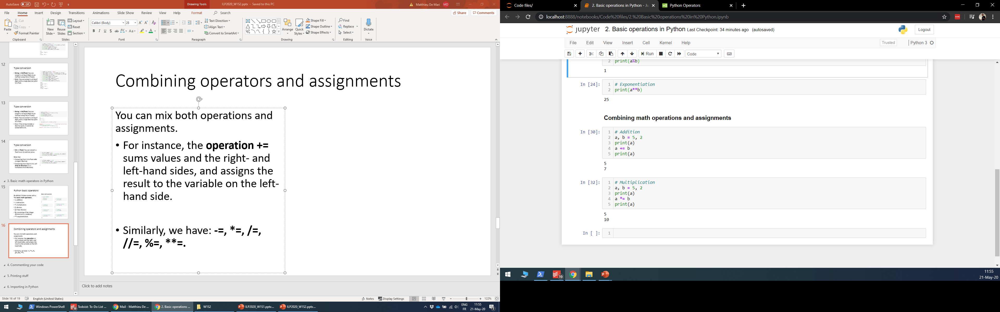 AutoSave Off
Drawing Tools
ILP2020_W1S2.pptx - Saved to this PC
Matthieu De Mari MD
File Home Insert Design Transitions Animations Slide Show Review View Help Format Search
Share Comments
Paste
Cut
Copy
Format Painter
Clipboard
New Slide
Reuse Slides
Layout
Reset
Section
Slides
Calibri (Body) 28
Font
Text Direction
Align Text
Convert to SmartArt
Paragraph
Arrange
Quick Styles
Shape Fill
Shape Outline
Shape Effects
Drawing
Find
Replace
Select
Editing
Dictate
Voice
12
Type conversion
13
Type conversion
14
Type conversion
3. Basic math operators in Python
15
Python basic operators
16
Combining operators and assignments
4. Commenting your code
5. Printing stuff
6. Importing in Python
Combining operators and assignments
You can mix both operations and
assignments.
• For instance, the operation +=
sums values and the right- and
left-hand sides, and assigns the
result to the variable on the left-
hand side.
• Similarly, we have: -=, *=, /=,
//=, %=, **=.
Click to add notes
Slide 16 of 19 English (United States)
Notes Display Settings 122%
Windows PowerShell
19 Todoist: To-Do List ...
Mail - Matthieu De ...
2. Basic operations ...
W1S2
ILP2020_W1S1.pptx...
ILP2020_W1S2.pptx...
ENG
FR
11:55
21-May-20
5
Code files/
2. Basic operations in Python - Ju
Python Operators
localhost:8888/notebooks/Code%20files/2.%20Basic%20operations%20in%20Python.ipynb
jupyter 2. Basic operations in Python Last Checkpoint: 34 minutes ago (autosaved)
Logout
File Edit View Insert Cell Kernel Help
Trusted Python 3
Run Code
2 print(a%b)
1
In [24]:
1 # Exponentiation
2 print(a**b)
25
Combining math operations and assignments
In [30]:
1 # Addition
2 a, b = 5, 2
3 print(a)
4 a += b
5 print(a)
5
7
In [32]:
1 # Multiplication
2 a, b = 5, 2
3 print(a)
4 a *= b
5 print(a)
5
10
In [ ]:
1
19
11:55
21-May-20